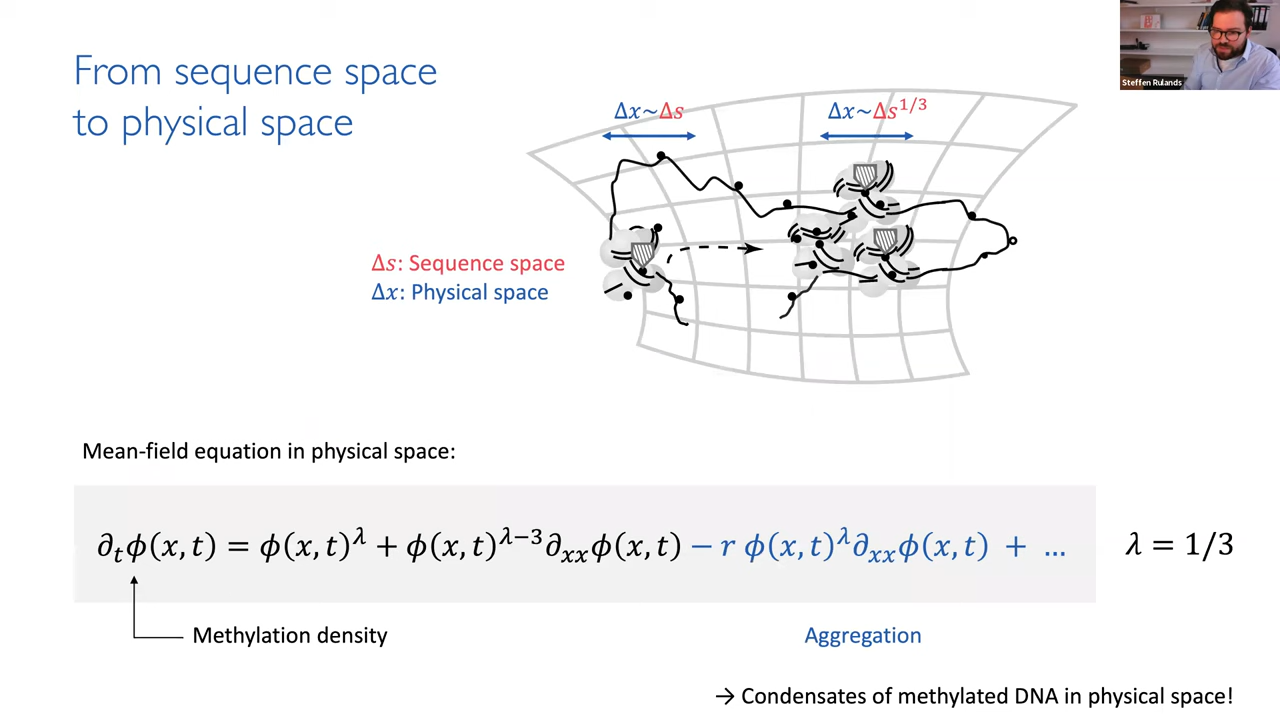 From sequence space
to physical space
Steffen Rulands
Δx~Δs
Δx~Δs^{1/3}
Δs: Sequence space
Δx: Physical space
Mean-field equation in physical space:
∂ₜϕ(x, t) = ϕ(x, t)^λ + ϕ(x, t)^{λ−3}∂ₓₓϕ(x, t) − r ϕ(x, t)^λ∂ₓₓϕ(x, t) + …
λ = 1/3
Methylation density
Aggregation
→ Condensates of methylated DNA in physical space!